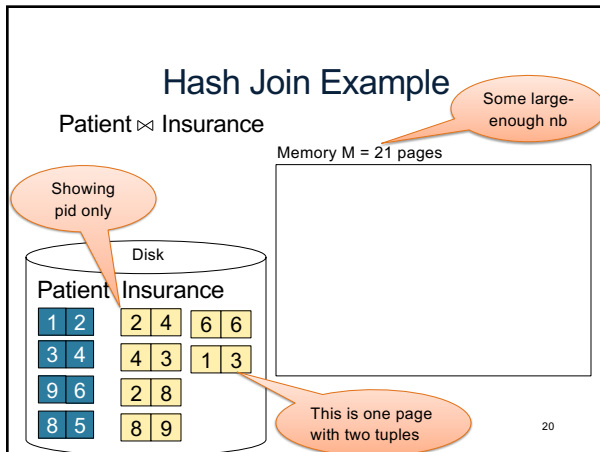 Hash Join Example
Patient ⋈ Insurance
Some large-
enough nb
Memory M = 21 pages
Showing
pid only
Disk
Patient Insurance
1 2 2 4 6 6
3 4 4 3 1 3
9 6 2 8
8 5 8 9
This is one page
with two tuples
20